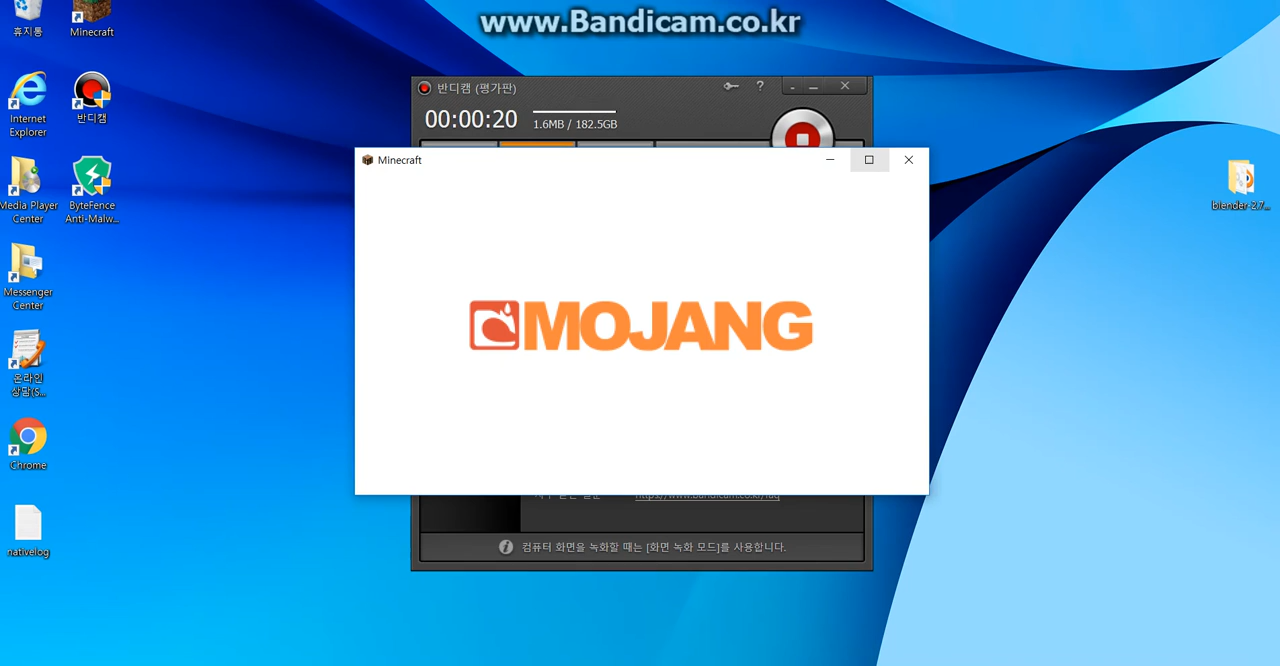 www.Bandicam.co.kr
휴지통
Minecraft
반디캠 (평가판)
?
00:00:20
1.6MB / 182.5GB
Internet
Explorer
반디캠
Minecraft
Media Player
Center
ByteFence
Anti-Malw...
blender-2.7...
MOJANG
Messenger
Center
온라인
상담(S...
Chrome
https://www.bandicam.co.kr/faq
nativelog
컴퓨터 화면을 녹화할 때는 [화면 녹화 모드]를 사용합니다.